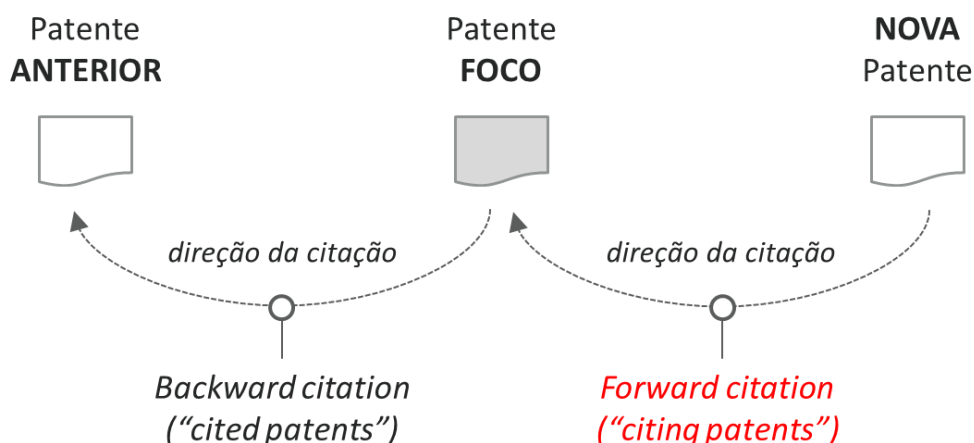 Patente
ANTERIOR
Patente
FOCO
NOVA
Patente
direção da citação
direção da citação
Backward citation
(“cited patents”)
Forward citation
(“citing patents”)